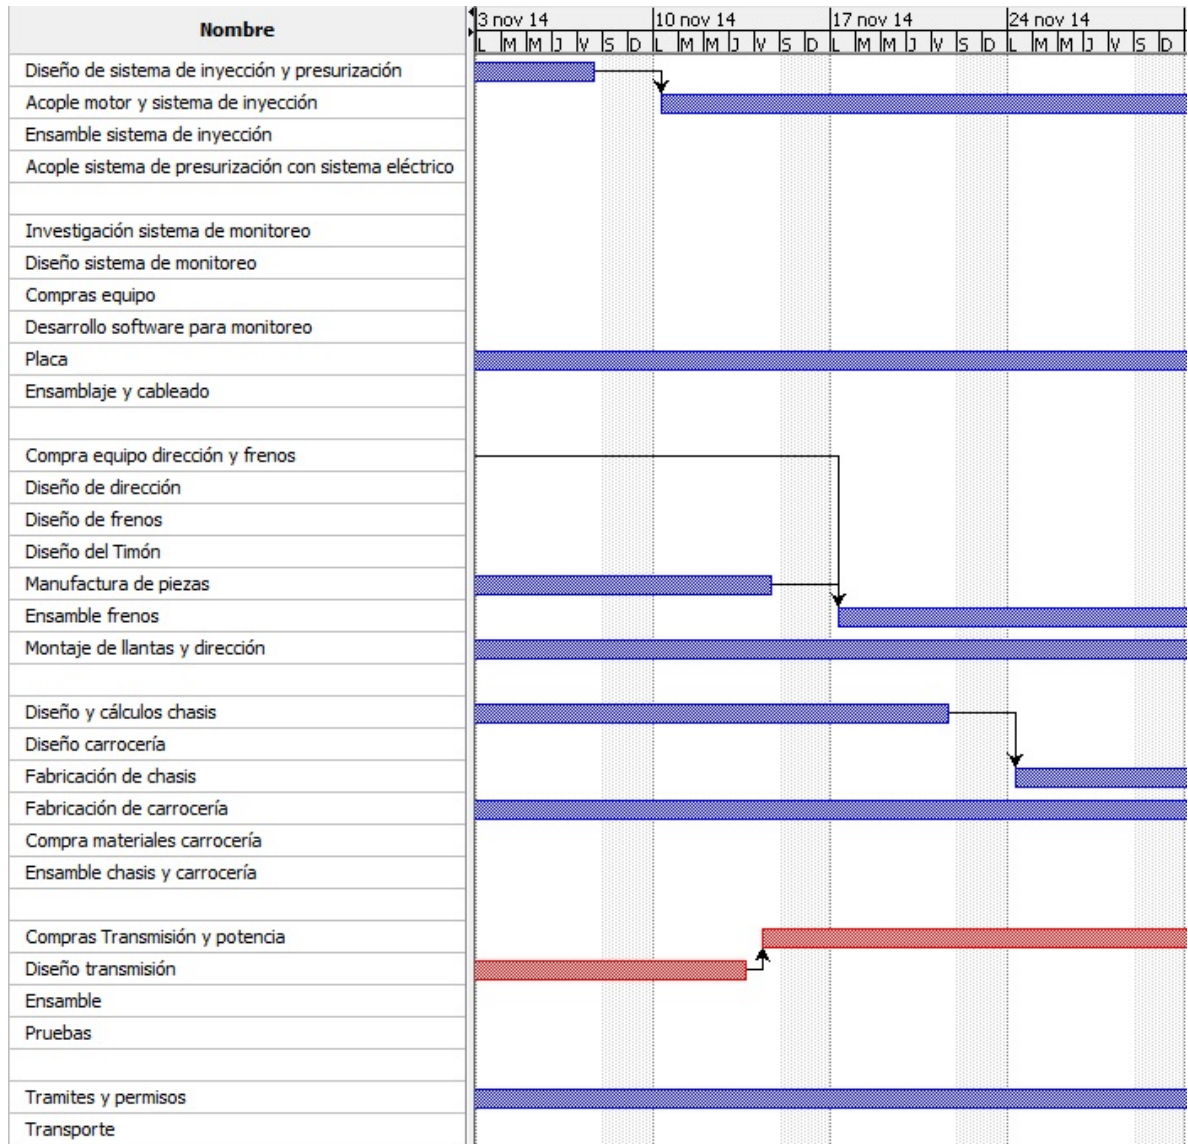 Nombre
3 nov 14 10 nov 14 17 nov 14 24 nov 14
L M M J V S D L M M J V S D L M M J V S D L M M J V S D
Diseño de sistema de inyección y presurización
Acople motor y sistema de inyección
Ensamble sistema de inyección
Acople sistema de presurización con sistema eléctrico
Investigación sistema de monitoreo
Diseño sistema de monitoreo
Compras equipo
Desarrollo software para monitoreo
Placa
Ensamblaje y cableado
Compra equipo dirección y frenos
Diseño de dirección
Diseño de frenos
Diseño del Timón
Manufactura de piezas
Ensamble frenos
Montaje de llantas y dirección
Diseño y cálculos chasis
Diseño carrocería
Fabricación de chasis
Fabricación de carrocería
Compra materiales carrocería
Ensamble chasis y carrocería
Compras Transmisión y potencia
Diseño transmisión
Ensamble
Pruebas
Tramites y permisos
Transporte